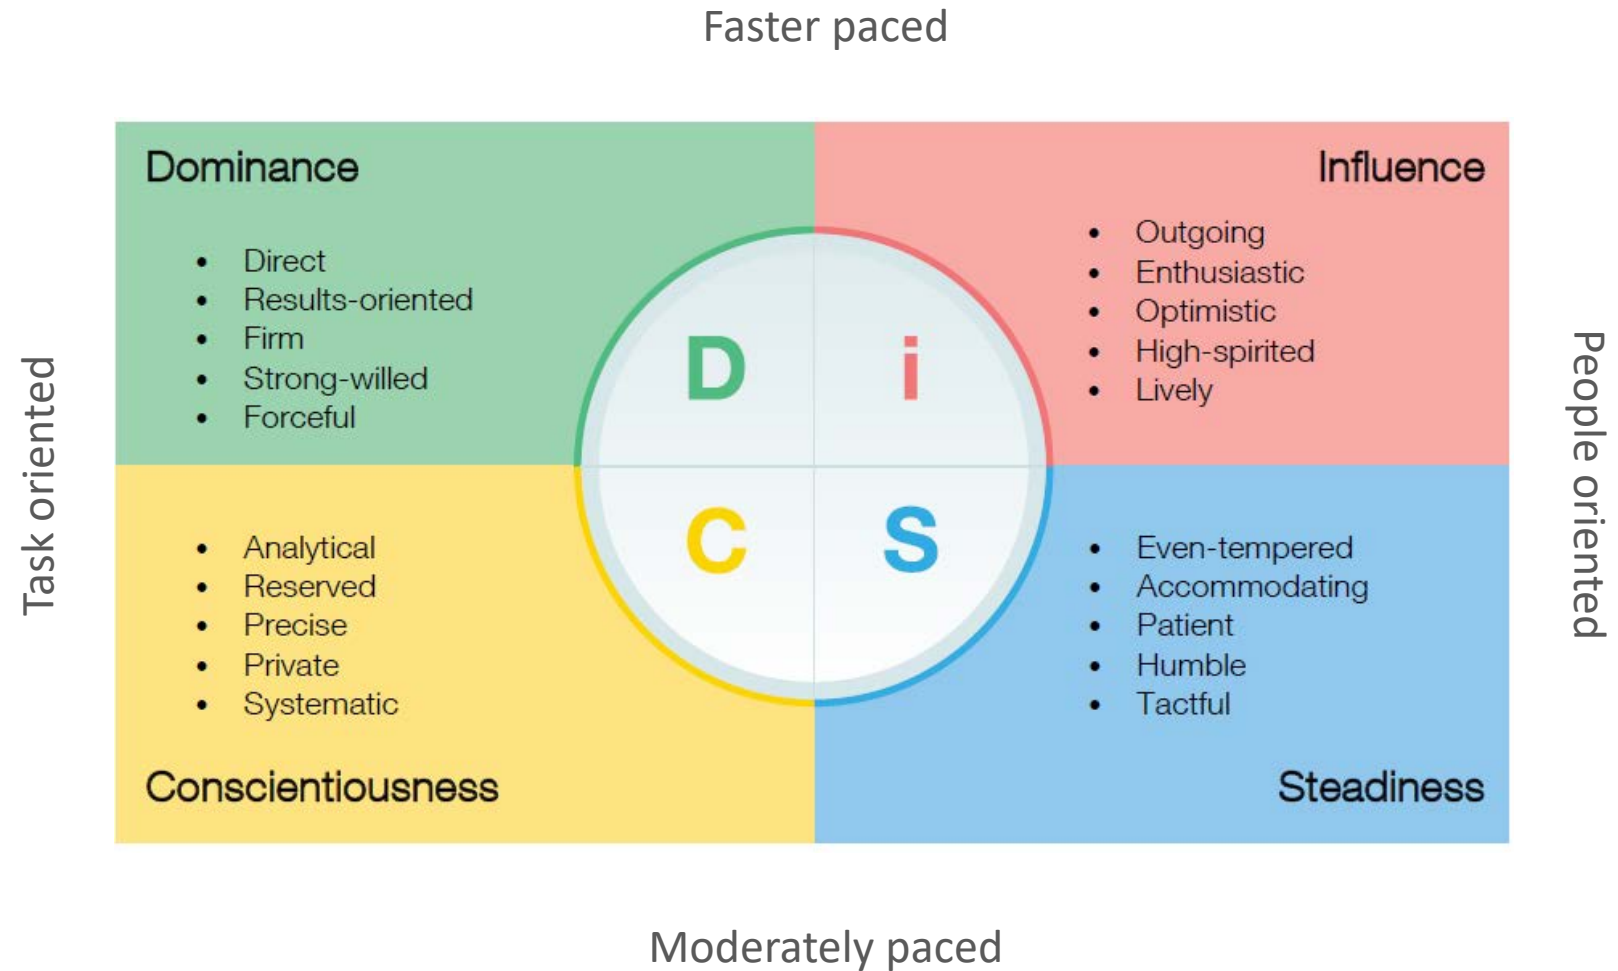 Faster paced
Dominance
• Direct
• Results-oriented
• Firm
• Strong-willed
• Forceful
Influence
• Outgoing
• Enthusiastic
• Optimistic
• High-spirited
• Lively
D
i
C
S
Task oriented
People oriented
• Analytical
• Reserved
• Precise
• Private
• Systematic
Conscientiousness
• Even-tempered
• Accommodating
• Patient
• Humble
• Tactful
Steadiness
Moderately paced